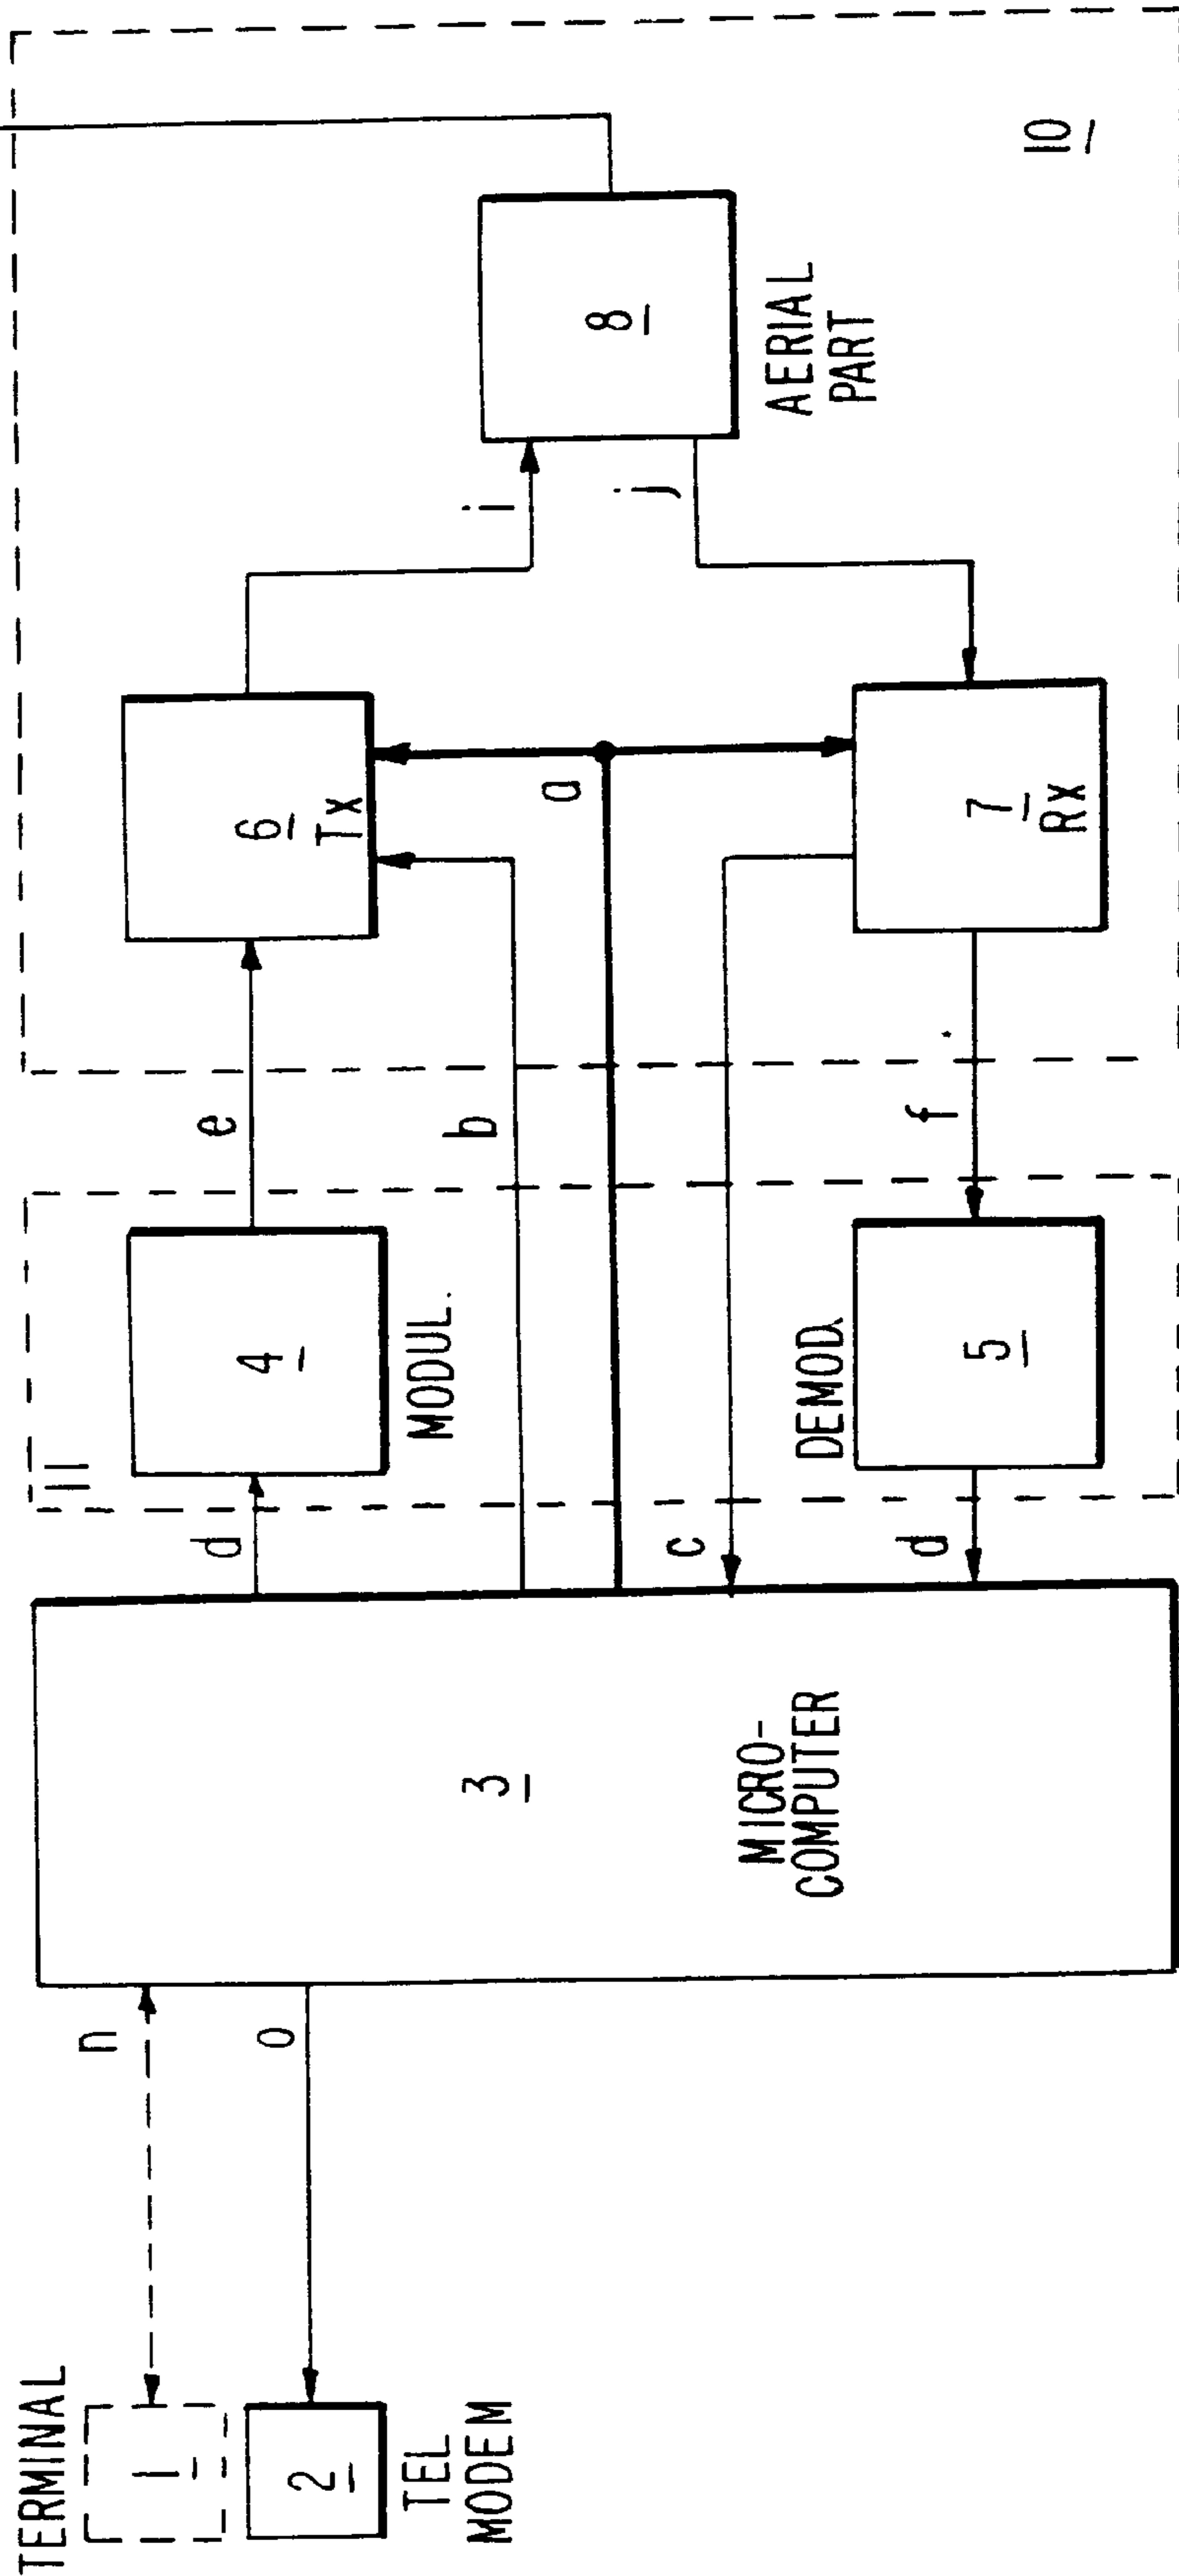 TERMINAL
1
2
TEL
MODEM
n
o
3
MICRO-
COMPUTER
d
b
c
d
11
4
MODUL.
DEMOD.
5
e
f
6
Tx
a
7
Rx
i
j
8
AERIAL
PART
10